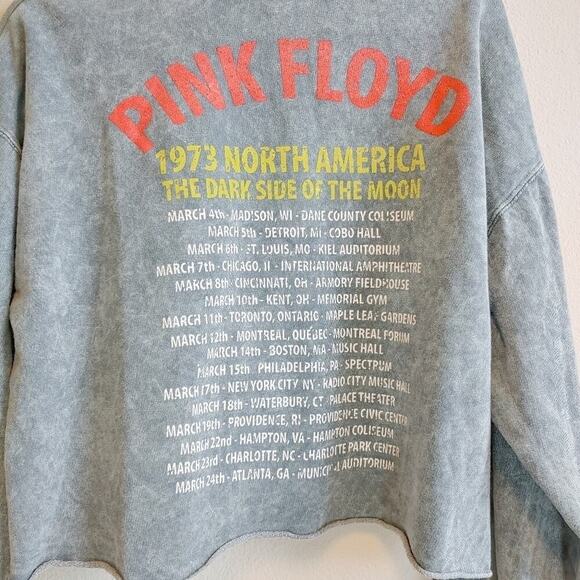 PINK FLOYD
1973 NORTH AMERICA
THE DARK SIDE OF THE MOON
MARCH 4th - MADISON, WI - DANE COUNTY COLISEUM
MARCH 5th - DETROIT, MI - COBO HALL
MARCH 6th - ST. LOUIS, MO - KIEL AUDITORIUM
MARCH 7th - CHICAGO, IL - INTERNATIONAL AMPHITHEATRE
MARCH 8th - CINCINNATI, OH - ARMORY FIELDHOUSE
MARCH 10th - KENT, OH - MEMORIAL GYM
MARCH 11th - TORONTO, ONTARIO - MAPLE LEAF GARDENS
MARCH 12th - MONTREAL, QUÉBEC - MONTREAL FORUM
MARCH 14th - BOSTON, MA - MUSIC HALL
MARCH 15th - PHILADELPHIA, PA - SPECTRUM
MARCH 17th - NEW YORK CITY NY - RADIO CITY MUSIC HALL
MARCH 18th - WATERBURY, CT - PALACE THEATER
MARCH 19th - PROVIDENCE, RI - PROVIDENCE CIVIC CENTER
MARCH 22nd - HAMPTON, VA - HAMPTON COLISEUM
MARCH 23rd - CHARLOTTE, NC - CHARLOTTE PARK CENTER
MARCH 24th - ATLANTA, GA - MUNICIPAL AUDITORIUM